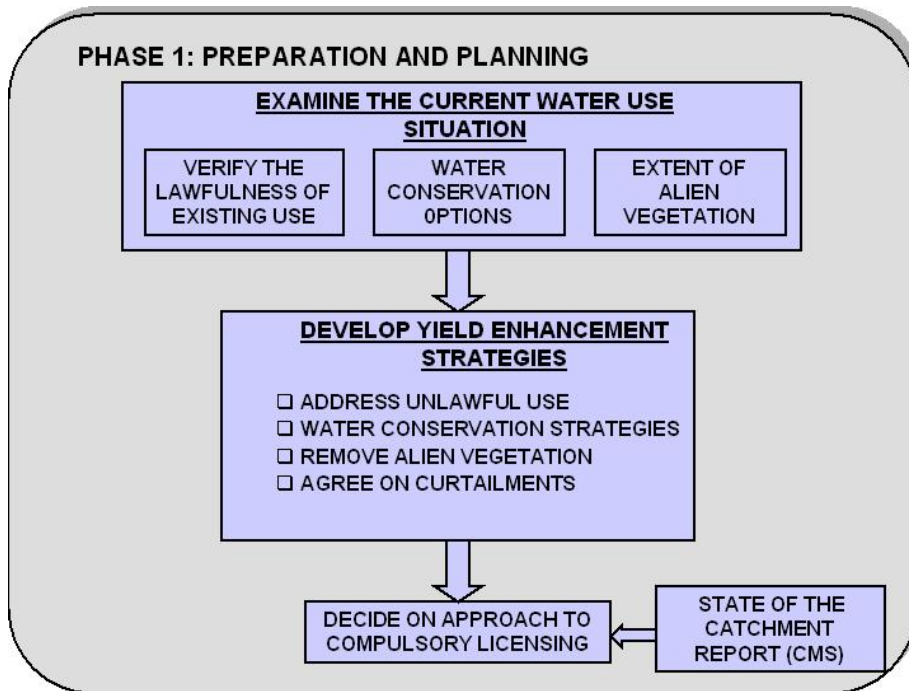 PHASE 1: PREPARATION AND PLANNING
EXAMINE THE CURRENT WATER USE
SITUATION
VERIFY THE
LAWFULNESS OF
EXISTING USE
WATER
CONSERVATION
0PTIONS
EXTENT OF
ALIEN
VEGETATION
DEVELOP YIELD ENHANCEMENT
STRATEGIES
❑ ADDRESS UNLAWFUL USE
❑ WATER CONSERVATION STRATEGIES
❑ REMOVE ALIEN VEGETATION
❑ AGREE ON CURTAILMENTS
DECIDE ON APPROACH TO
COMPULSORY LICENSING
STATE OF THE
CATCHMENT
REPORT (CMS)